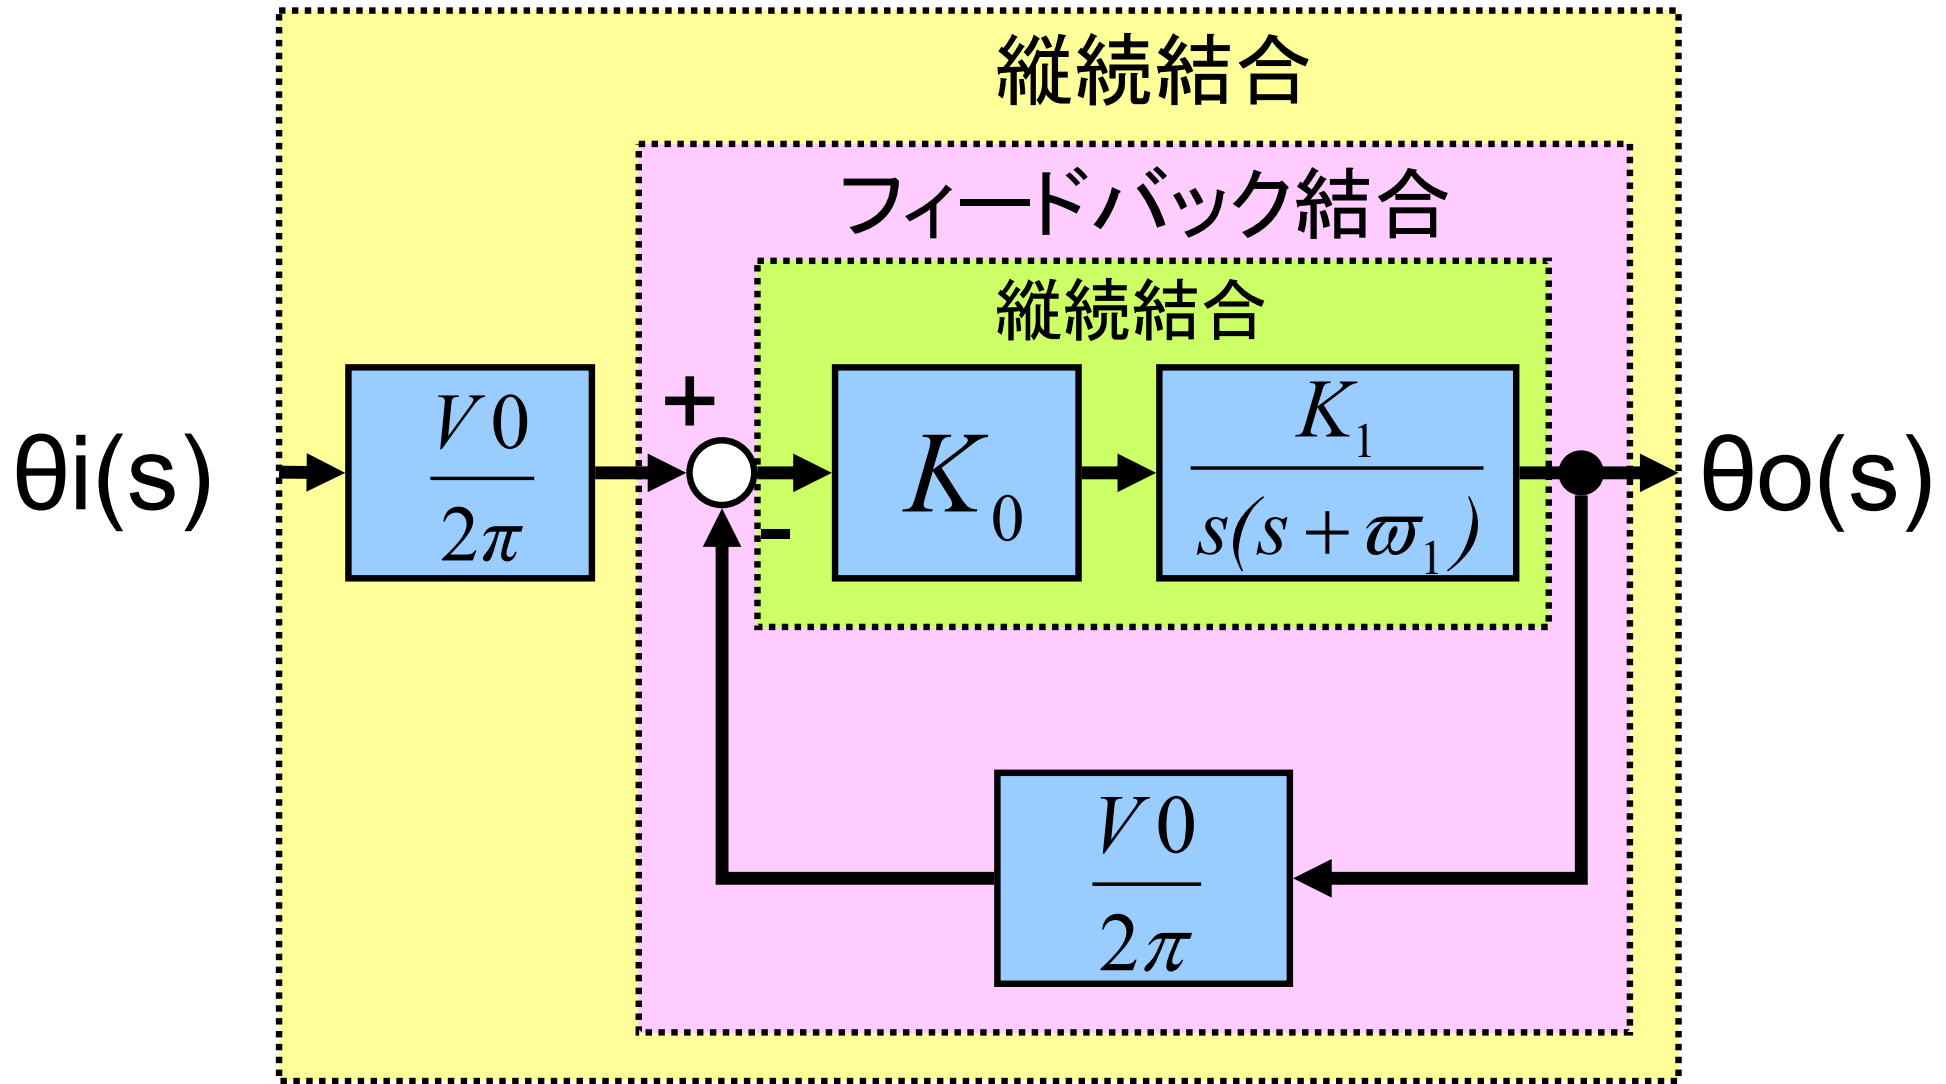 縦続結合
フィードバック結合
縦続結合
θi(s)
V0
2π
+
-
K0
K1
s(s+ϖ1)
θo(s)
V0
2π